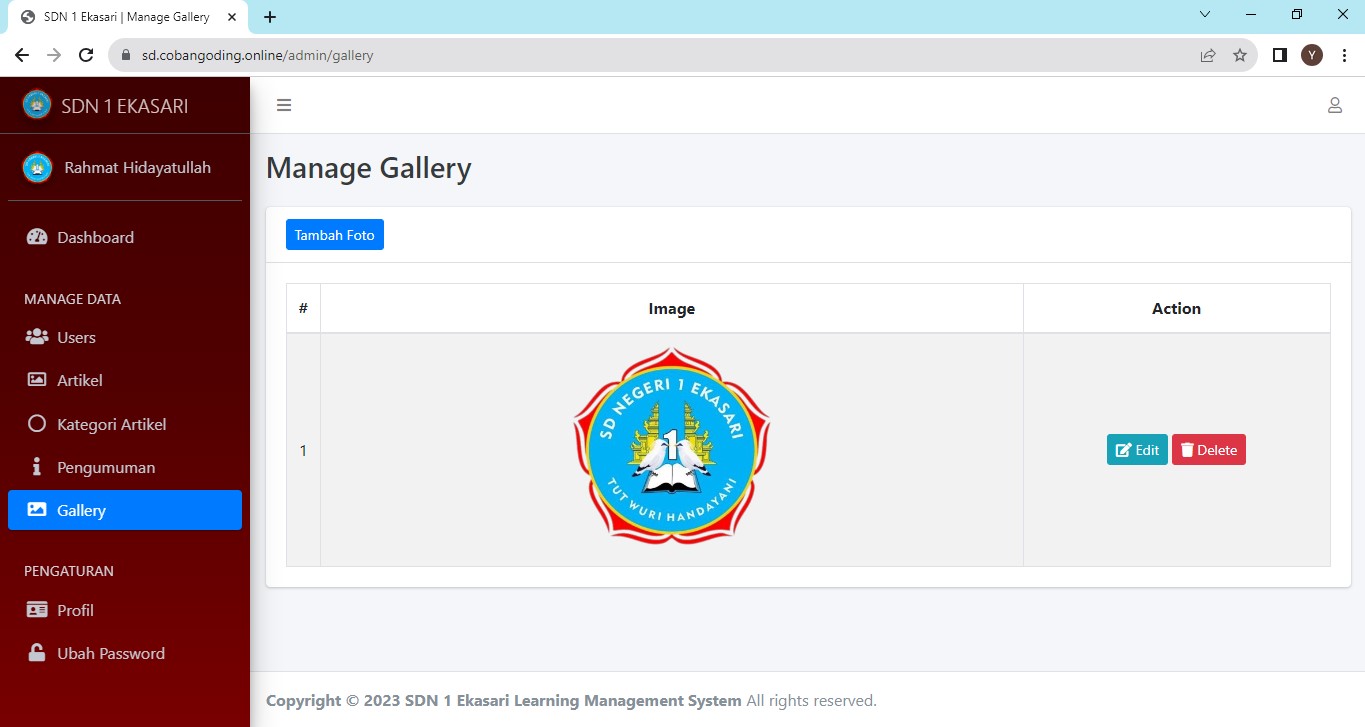 SDN 1 Ekasari | Manage Gallery
sd.cobangoding.online/admin/gallery
Y
SDN 1 EKASARI
Rahmat Hidayatullah
Dashboard
MANAGE DATA
Users
Artikel
Kategori Artikel
Pengumuman
Gallery
PENGATURAN
Profil
Ubah Password
Manage Gallery
Tambah Foto
# Image Action
1
SD NEGERI 1 EKASARI
1
TUT WURI HANDAYANI
Edit Delete
Copyright © 2023 SDN 1 Ekasari Learning Management System All rights reserved.